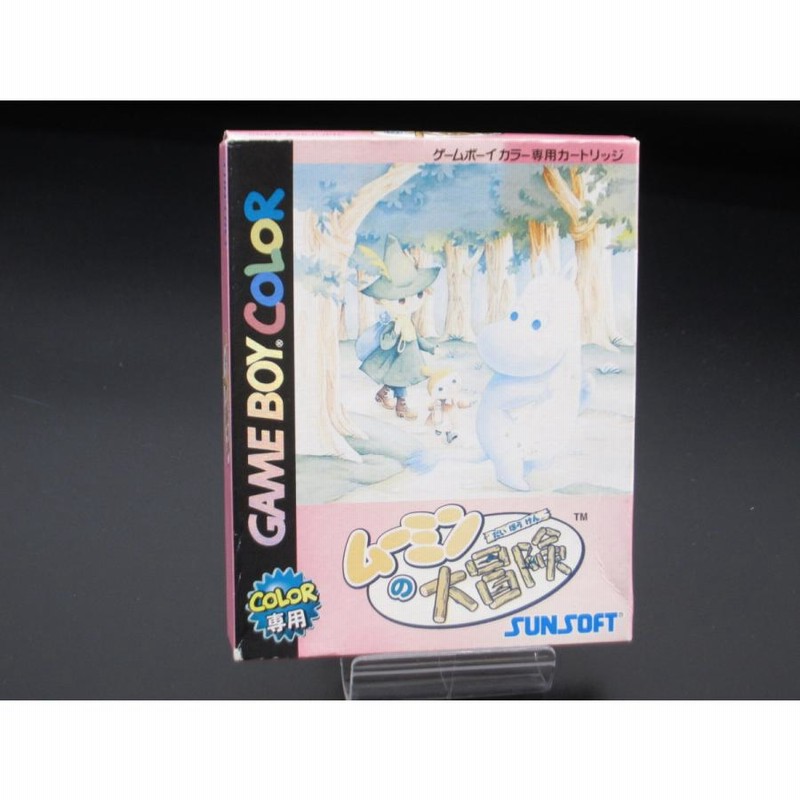 ゲームボーイカラー専用カートリッジ
GAME BOY® COLOR
ムーミン
だいぼうけん
の大冒険
TM
COLOR
専用
SUNSOFT®